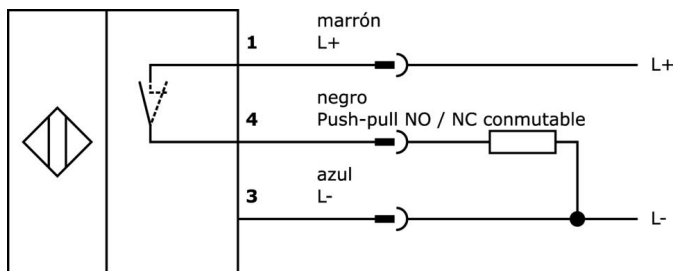 marrón
1 L+
L+
negro
4 Push-pull NO / NC conmutable
azul
3 L-
L-